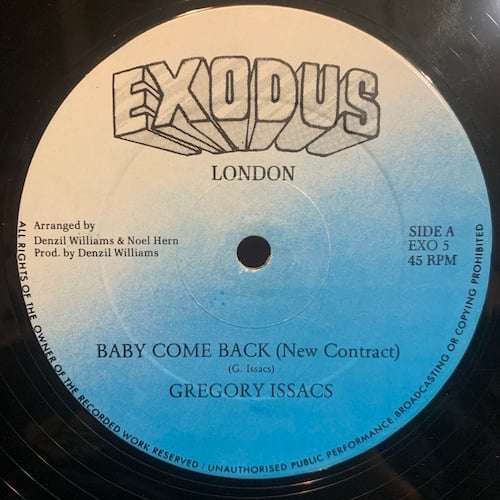 EXODUS
LONDON
Arranged by
Denzil Williams & Noel Hern
Prod. by Denzil Williams
SIDE A
EXO 5
45 RPM
BABY COME BACK (New Contract)
(G. Issacs)
GREGORY ISSACS
ALL RIGHTS OF THE OWNER OF THE RECORDED WORK RESERVED | UNAUTHORISED PUBLIC PERFORMANCE, BROADCASTING OR COPYING PROHIBITED